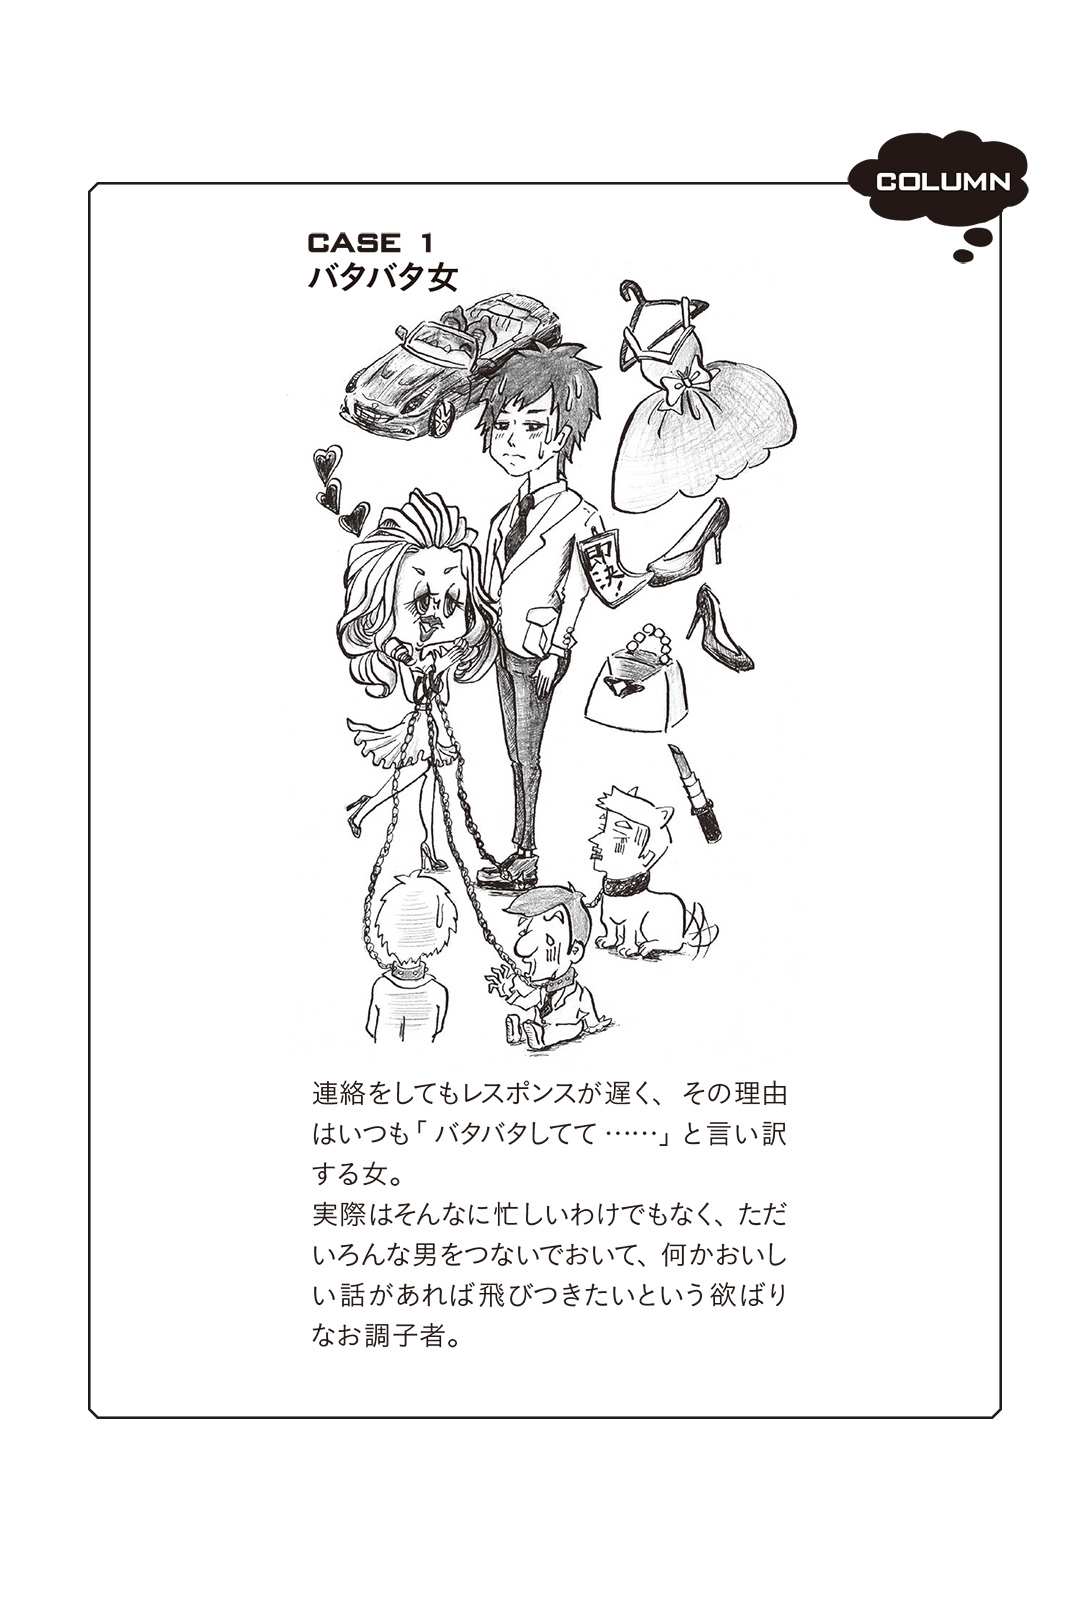 COLUMN
CASE 1
バタバタ女
即決!
連絡をしてもレスポンスが遅く、その理由
はいつも「バタバタしてて……」と言い訳
する女。
実際はそんなに忙しいわけでもなく、ただ
いろんな男をつないでおいて、何かおいし
い話があれば飛びつきたいという欲ばり
なお調子者。